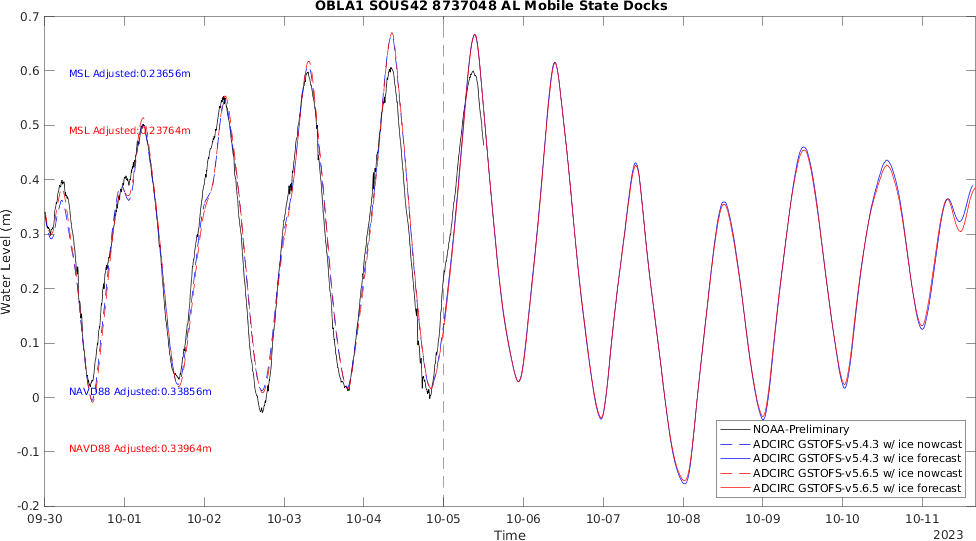 OBLA1 SOUS42 8737048 AL Mobile State Docks
0.7
0.6
0.5
0.4
0.3
0.2
0.1
0
-0.1
-0.2
Water Level (m)
MSL Adjusted:0.23656m
MSL Adjusted:0.23764m
NAVD88 Adjusted:0.33856m
NAVD88 Adjusted:0.33964m
NOAA-Preliminary
ADCIRC GSTOFS-v5.4.3 w/ ice nowcast
ADCIRC GSTOFS-v5.4.3 w/ ice forecast
ADCIRC GSTOFS-v5.6.5 w/ ice nowcast
ADCIRC GSTOFS-v5.6.5 w/ ice forecast
09-30 10-01 10-02 10-03 10-04 10-05 10-06 10-07 10-08 10-09 10-10 10-11
Time
2023